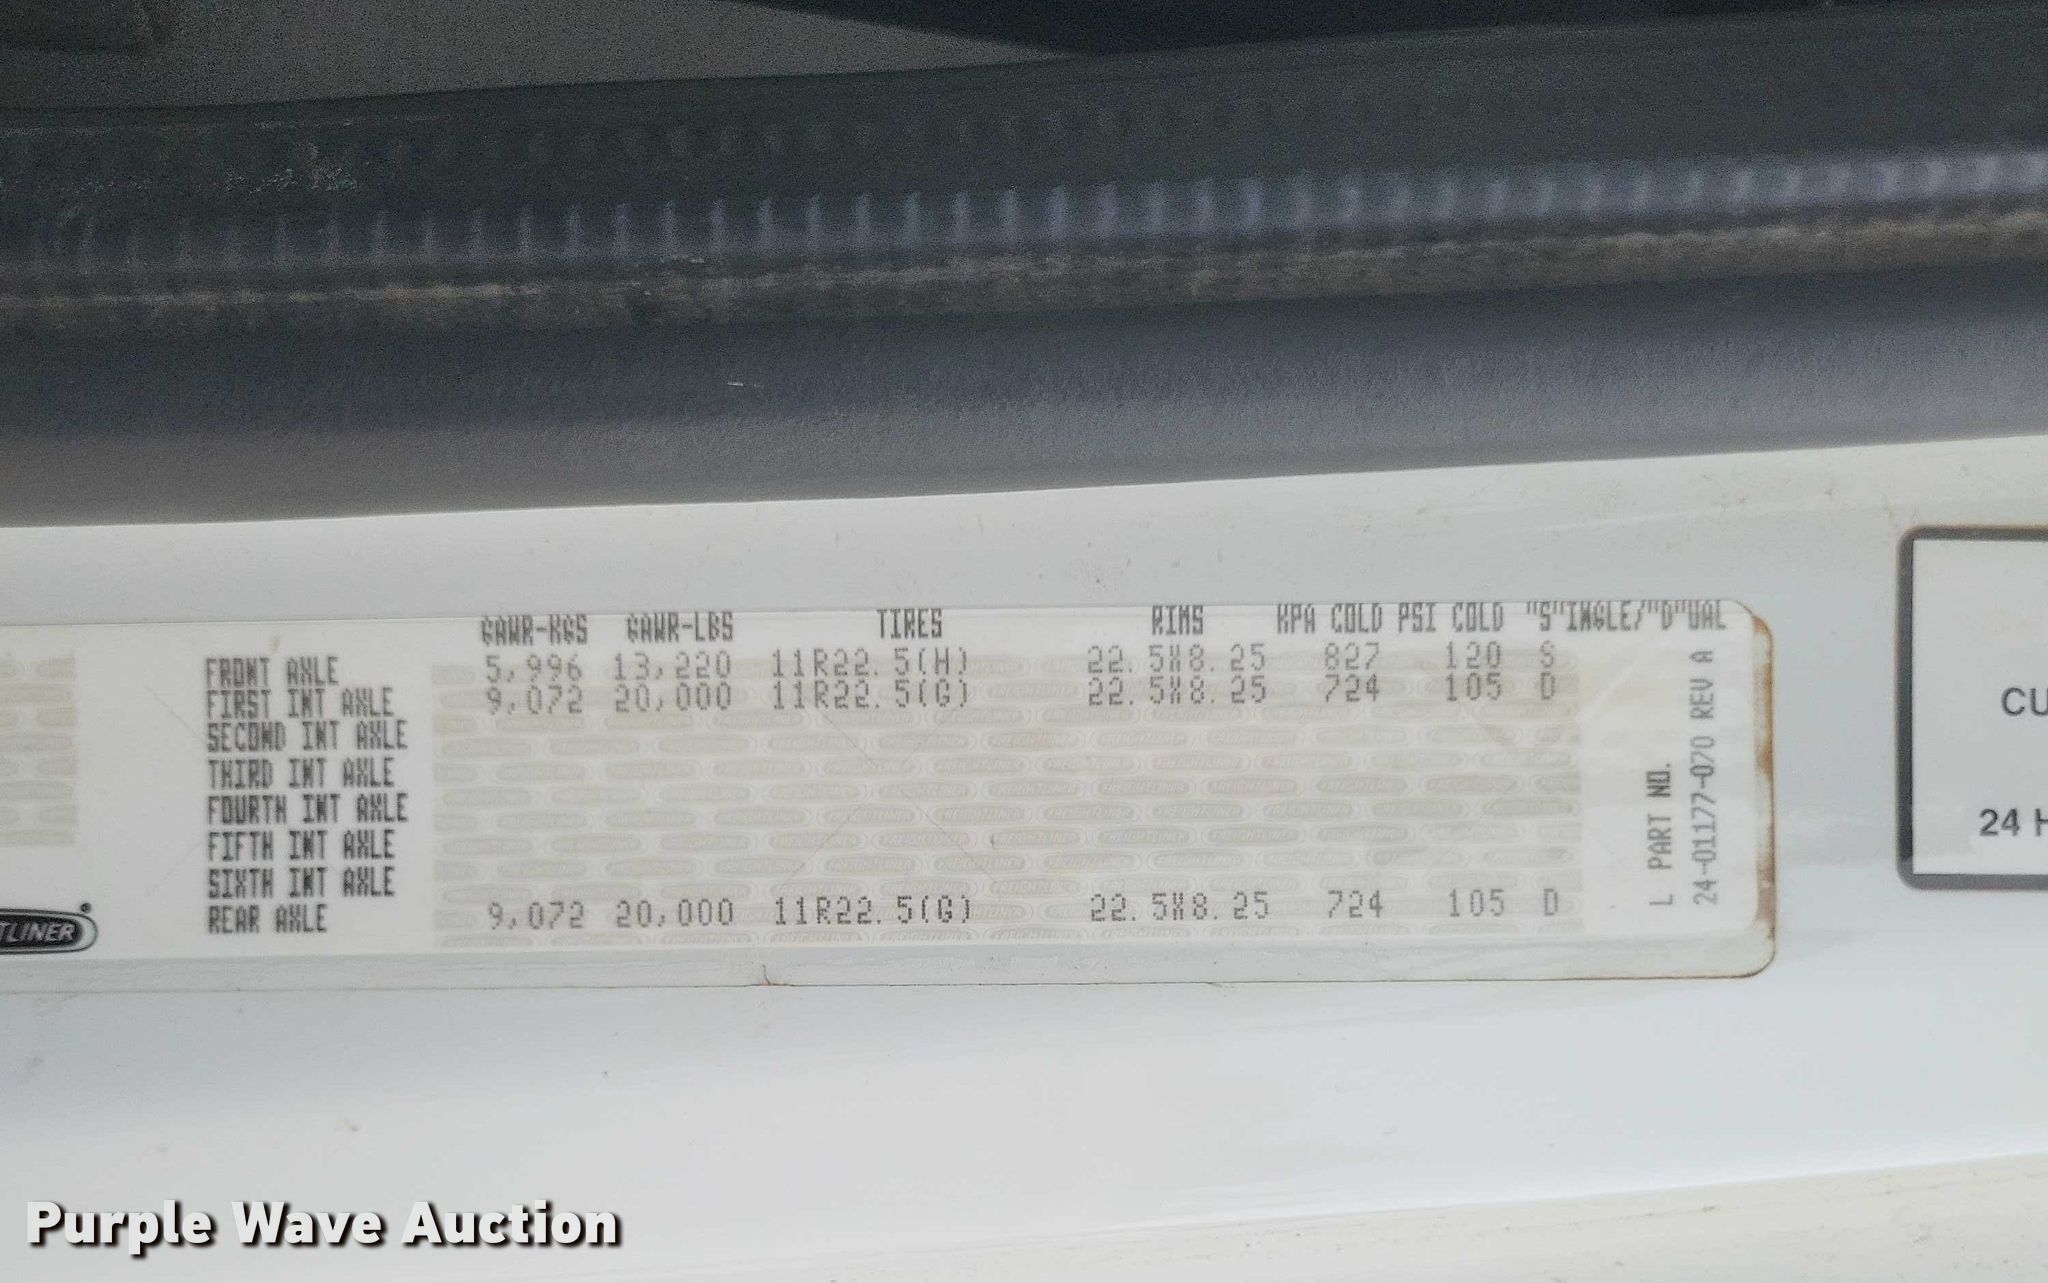 GAWR-KGS GAWR-LBS TIRES RIMS KPA COLD PSI COLD "S"INGLE/"D"UAL
FRONT AXLE 5,996 13,220 11R22.5(H) 22.5X8.25 827 120 S
FIRST INT AXLE 9,072 20,000 11R22.5(G) 22.5X8.25 724 105 D
SECOND INT AXLE
THIRD INT AXLE
FOURTH INT AXLE
FIFTH INT AXLE
SIXTH INT AXLE
REAR AXLE 9,072 20,000 11R22.5(G) 22.5X8.25 724 105 D
L PART NO.
24-01177-070 REV A
TLINER®
CU
24 H
Purple Wave Auction